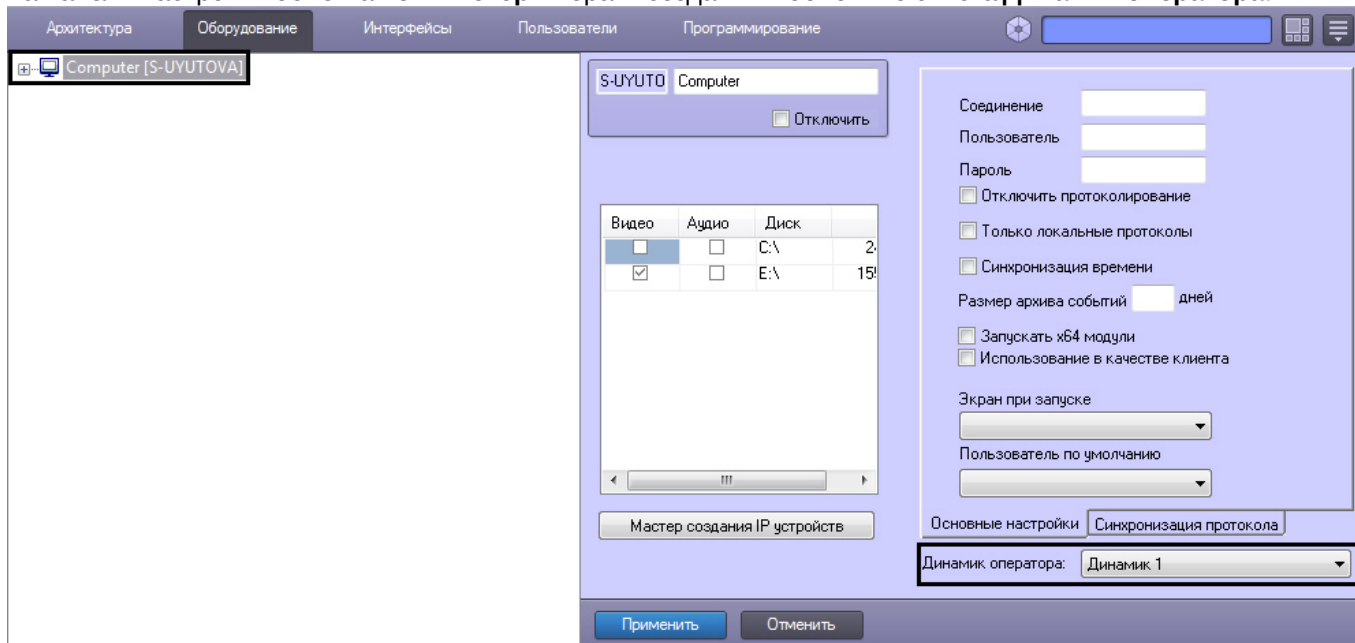 Архитектура Оборудование Интерфейсы Пользователи Программирование
Computer [S-UYUTOVA]
S-UYUTO Computer
Отключить
Видео Аудио Диск
C:\ 2
E:\ 15
Мастер создания IP устройств
Соединение
Пользователь
Пароль
Отключить протоколирование
Только локальные протоколы
Синхронизация времени
Размер архива событий дней
Запускать x64 модули
Использование в качестве клиента
Экран при запуске
Пользователь по умолчанию
Основные настройки Синхронизация протокола
Динамик оператора: Динамик 1
Применить Отменить